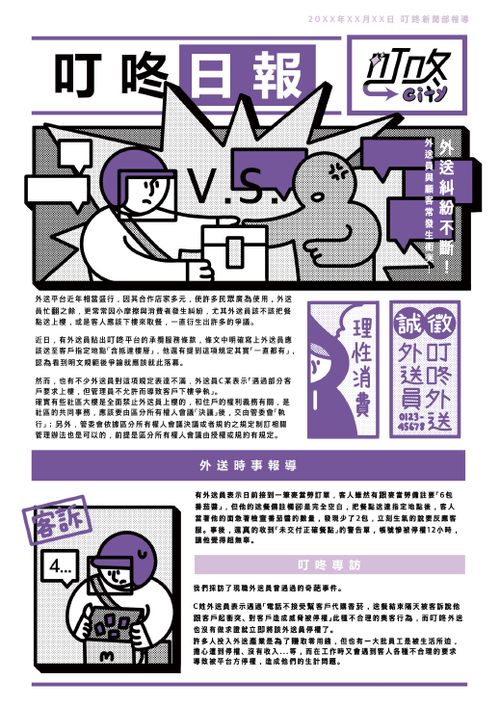 20XX年XX月XX日 叮咚新聞部報導
叮咚日報
叮咚
City
V.S.
外送糾紛不斷！
外送員與顧客常發生衝突！
外送平台近年相當盛行，因其合作店家多元，使許多民眾廣為使用，外送
員忙翻之餘，更常常因小摩擦與消費者發生糾紛，尤其外送員該不該把餐
點送上樓，或是客人應該下樓來取餐，一直衍生出許多的爭議。
近日，有外送員貼出叮咚平台的承攬服務條款，條文中明確寫上外送員應
該送至客戶指定地點「含抵達樓層」，他還有提到這項規定其實「一直都有」，
認為看到明文規範後爭論就應該就此落幕。
然而，也有不少外送員對這項規定表達不滿，外送員C某表示「遇過部分客
戶要求上樓，但管理員不允許而導致客戶下樓爭執」。
確實有些社區大樓是全面禁止外送員上樓的，和住戶的權利義務有關，是
社區的共同事務，應該要由區分所有權人會議「決議」後，交由管委會「執
行」；另外，管委會依據區分所有權人會議決議或者規約之規定制訂相關
管理辦法也是可以的，前提是區分所有權人會議由授權或規約有規定。
理性消費
誠徵
叮咚外送
外送員
0123-
45678
外送時事報導
客訴
4...
有外送員表示日前接到一筆麥當勞訂單，客人雖然有跟麥當勞備註要「6包
番茄醬」，但他的送餐備註欄卻是完全空白，把餐點送達指定地點後，客人
當著他的面急著檢查番茄醬的數量，發現少了2包，立刻生氣的說要反應客
服。事後，還真的收到「未交付正確餐點」的警告單，帳號慘被停權12小時，
讓他覺得超無辜。
叮咚專訪
我們採訪了現職外送員曾遇過的奇葩事件。
C姓外送員表示過遇「電話不接受幫客戶代購香菸，送餐結束隔天被客訴說他
跟客戶起衝突、對客戶造成威脅被停權」此種不合理的奧客行為，而叮咚外送
也沒有做求證就立即將該外送員停權了。
許多人投入外送產業是為了賺取零用錢，但也有一大批員工是被生活所迫，
擔心遭到停權、沒有收入...等，而在工作時又會遇到客人各種不合理的要求
導致被平台方停權，造成他們的生計問題。